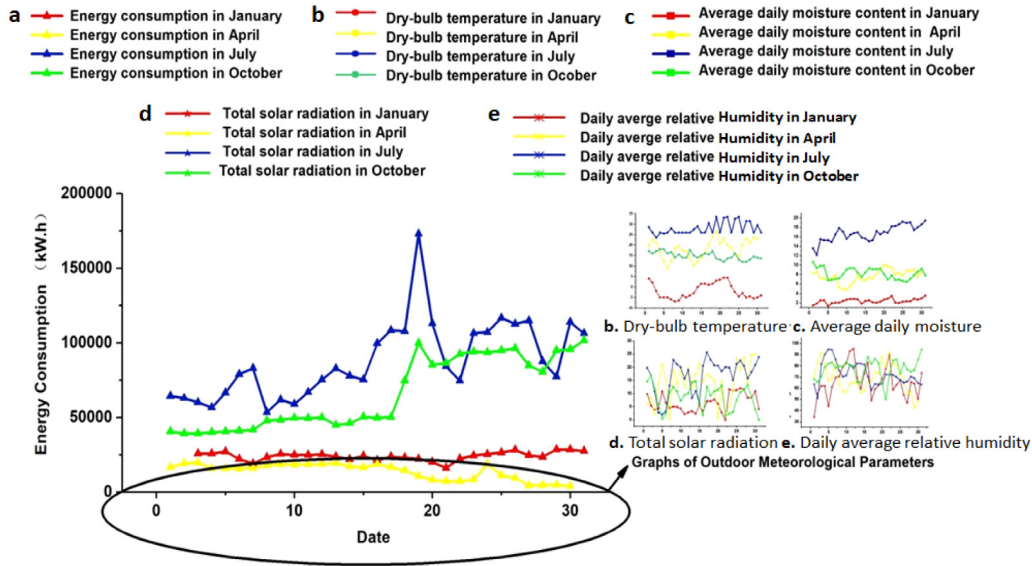 a Energy consumption in January
Energy consumption in April
Energy consumption in July
Energy consumption in October
b Dry-bulb temperature in January
Dry-bulb temperature in April
Dry-bulb temperature in July
Dry-bulb temperature in Ocober
c Average daily moisture content in January
Average daily moisture content in April
Average daily moisture content in July
Average daily moisture content in Ocober
d Total solar radiation in January
Total solar radiation in April
Total solar radiation in July
Total solar radiation in October
e Daily averge relative Humidity in January
Daily averge relative Humidity in April
Daily averge relative Humidity in July
Daily averge relative Humidity in October
Energy Consumption (kW.h)
200000
150000
100000
50000
0
0 10 20 30
Date
b. Dry-bulb temperature c. Average daily moisture
d. Total solar radiation e. Daily average relative humidity
Graphs of Outdoor Meteorological Parameters